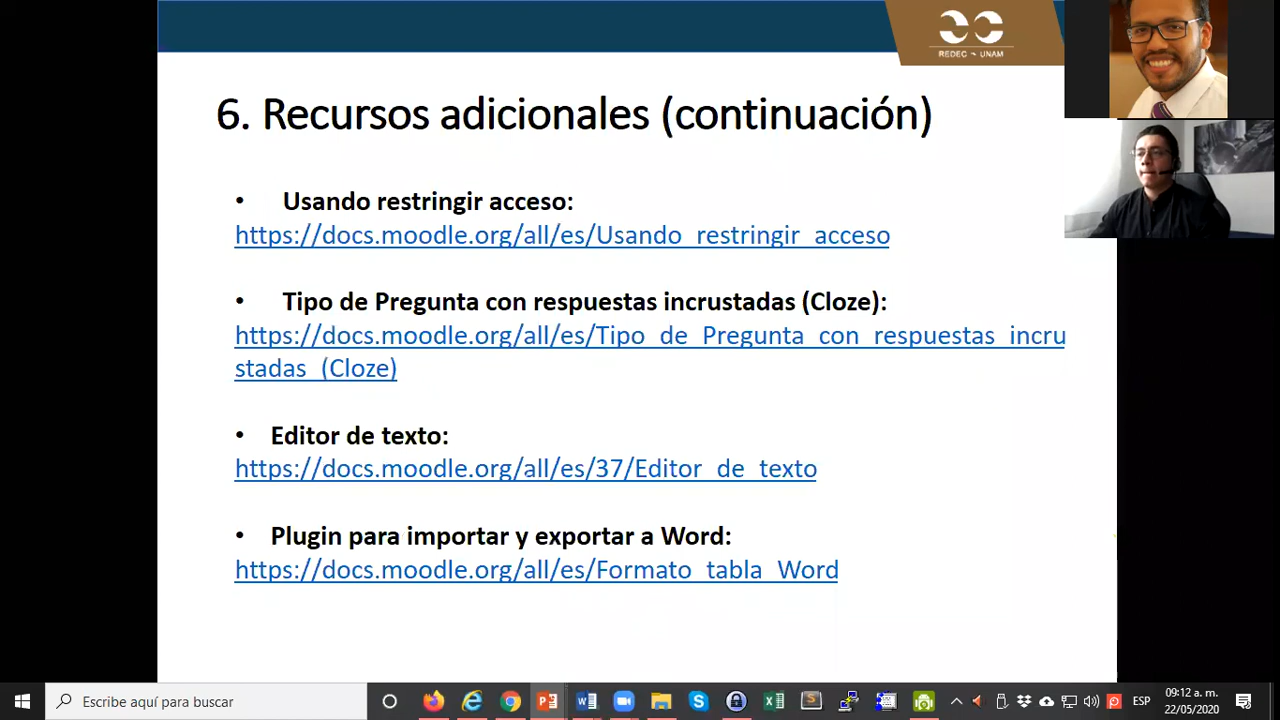 REDEC ~ UNAM
6. Recursos adicionales (continuación)
• Usando restringir acceso:
https://docs.moodle.org/all/es/Usando_restringir_acceso
• Tipo de Pregunta con respuestas incrustadas (Cloze):
https://docs.moodle.org/all/es/Tipo_de_Pregunta_con_respuestas_incru
stadas_(Cloze)
• Editor de texto:
https://docs.moodle.org/all/es/37/Editor_de_texto
• Plugin para importar y exportar a Word:
https://docs.moodle.org/all/es/Formato_tabla_Word
Escribe aquí para buscar
ESP
09:12 a. m.
22/05/2020